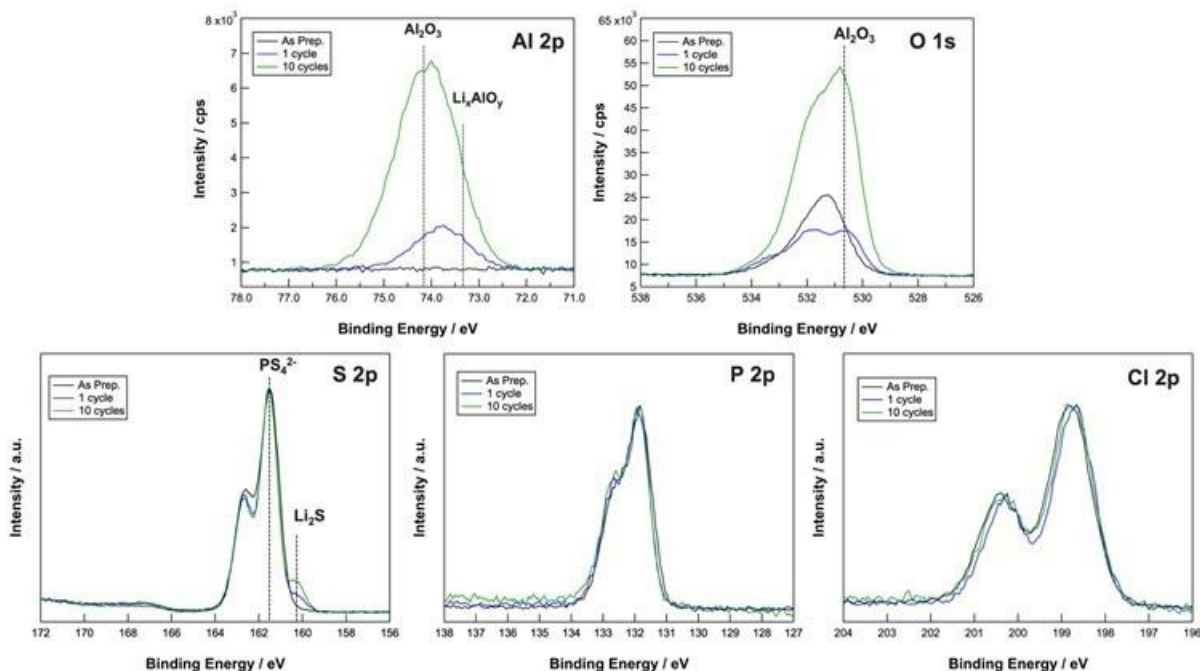 8 x10³
Al₂O₃
Al 2p
As Prep.
1 cycle
10 cycles
LiₓAlOᵧ
7
6
5
4
3
2
1
Intensity / cps
78.0 77.0 76.0 75.0 74.0 73.0 72.0 71.0
Binding Energy / eV
65 x10³
Al₂O₃
O 1s
As Prep.
1 cycle
10 cycles
60
55
50
45
40
35
30
25
20
15
10
5
Intensity / cps
538 536 534 532 530 528 526
Binding Energy / eV
PS₄²⁻
S 2p
As Prep.
1 cycle
10 cycles
Li₂S
Intensity / a.u.
172 170 168 166 164 162 160 158 156
Binding Energy / eV
P 2p
As Prep.
1 cycle
10 cycles
Intensity / a.u.
138 137 136 135 134 133 132 131 130 129 128 127
Binding Energy / eV
Cl 2p
As Prep.
1 cycle
10 cycles
Intensity / a.u.
204 202 200 198 196
Binding Energy / eV